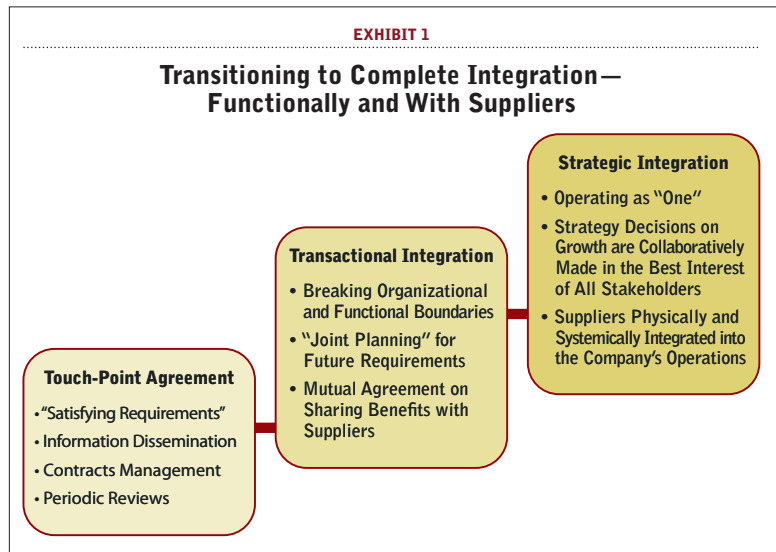 EXHIBIT 1
Transitioning to Complete Integration—
Functionally and With Suppliers
Touch-Point Agreement
• "Satisfying Requirements"
• Information Dissemination
• Contracts Management
• Periodic Reviews
Transactional Integration
• Breaking Organizational
and Functional Boundaries
• "Joint Planning" for
Future Requirements
• Mutual Agreement on
Sharing Benefits with
Suppliers
Strategic Integration
• Operating as "One"
• Strategy Decisions on
Growth are Collaboratively
Made in the Best Interest
of All Stakeholders
• Suppliers Physically and
Systemically Integrated into
the Company's Operations